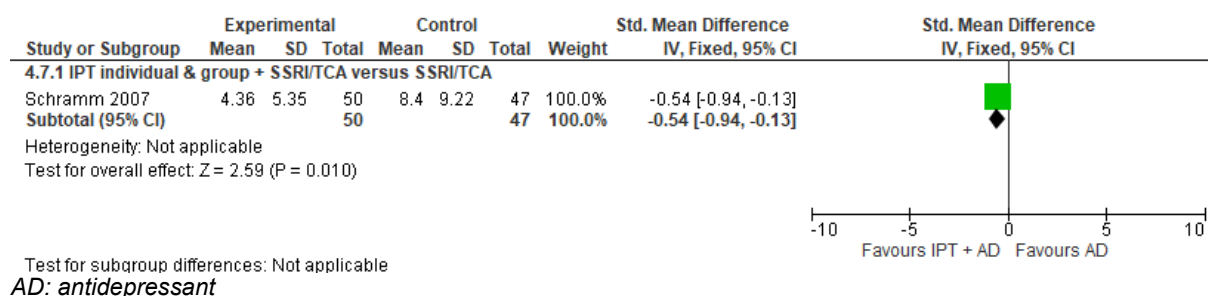 Experimental Control Std. Mean Difference Std. Mean Difference
Study or Subgroup Mean SD Total Mean SD Total Weight IV, Fixed, 95% CI IV, Fixed, 95% CI
4.7.1 IPT individual & group + SSRI/TCA versus SSRI/TCA
Schramm 2007 4.36 5.35 50 8.4 9.22 47 100.0% -0.54 [-0.94, -0.13]
Subtotal (95% CI) 50 47 100.0% -0.54 [-0.94, -0.13]
Heterogeneity: Not applicable
Test for overall effect: Z = 2.59 (P = 0.010)
-10 -5 0 5 10
Favours IPT + AD Favours AD
Test for subgroup differences: Not applicable
AD: antidepressant